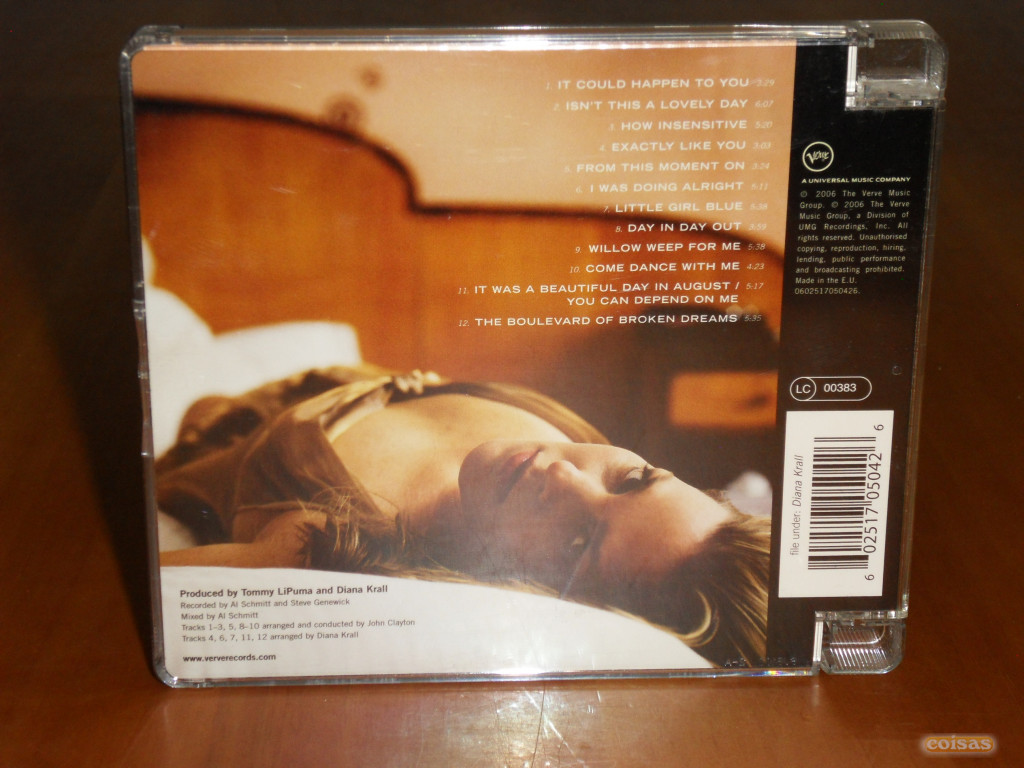 1. IT COULD HAPPEN TO YOU 5:29
2. ISN'T THIS A LOVELY DAY 6:07
3. HOW INSENSITIVE 5:20
4. EXACTLY LIKE YOU 3:03
5. FROM THIS MOMENT ON 3:24
6. I WAS DOING ALRIGHT 5:11
7. LITTLE GIRL BLUE 5:38
8. DAY IN DAY OUT
9. WILLOW WEEP FOR ME 5:38
10. COME DANCE WITH ME 4:23
11. IT WAS A BEAUTIFUL DAY IN AUGUST / 5:17
YOU CAN DEPEND ON ME
12. THE BOULEVARD OF BROKEN DREAMS 5:35
Verve
A UNIVERSAL MUSIC COMPANY
℗ 2006 The Verve Music
Group. © 2006 The Verve
Music Group, a Division of
UMG Recordings, Inc. All
rights reserved. Unauthorised
copying, reproduction, hiring,
lending, public performance
and broadcasting prohibited.
Made in the E.U.
0602517050426.
LC 00383
file under: Diana Krall
6 02517 05042 6
Produced by Tommy LiPuma and Diana Krall
Recorded by Al Schmitt and Steve Genewick
Mixed by Al Schmitt
Tracks 1–3, 5, 8–10 arranged and conducted by John Clayton
Tracks 4, 6, 7, 11, 12 arranged by Diana Krall
www.ververecords.com
coisas